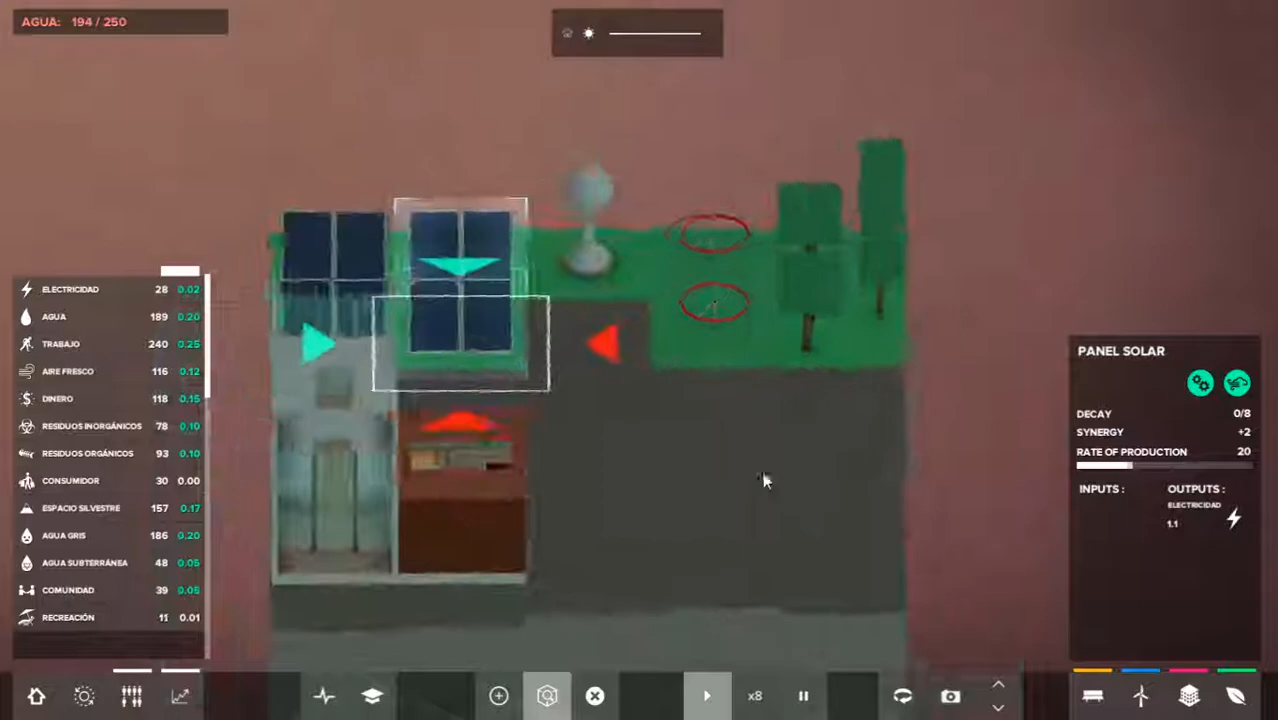 AGUA: 194 / 250
ELECTRICIDAD 28 0.02
AGUA 189 0.20
TRABAJO 240 0.25
AIRE FRESCO 116 0.12
DINERO 118 0.15
RESIDUOS INORGÁNICOS 78 0.10
RESIDUOS ORGÁNICOS 93 0.10
CONSUMIDOR 30 0.00
ESPACIO SILVESTRE 157 0.17
AGUA GRIS 186 0.20
AGUA SUBTERRÁNEA 48 0.05
COMUNIDAD 39 0.05
RECREACIÓN 11 0.01
PANEL SOLAR
DECAY 0/8
SYNERGY +2
RATE OF PRODUCTION 20
INPUTS : OUTPUTS :
ELECTRICIDAD
1.1
x8